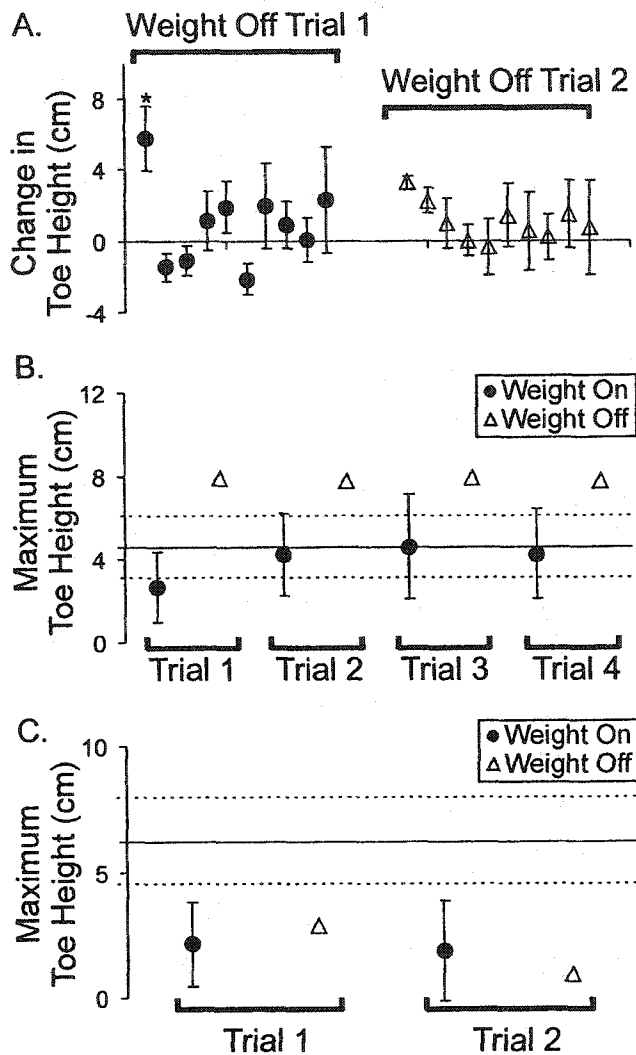 A.
Weight Off Trial 1
Weight Off Trial 2
Change in
Toe Height (cm)
8
4
0
-4
*
B.
Maximum
Toe Height (cm)
12
8
4
0
Weight On
Weight Off
Trial 1
Trial 2
Trial 3
Trial 4
C.
Maximum
Toe Height (cm)
10
5
0
Weight On
Weight Off
Trial 1
Trial 2